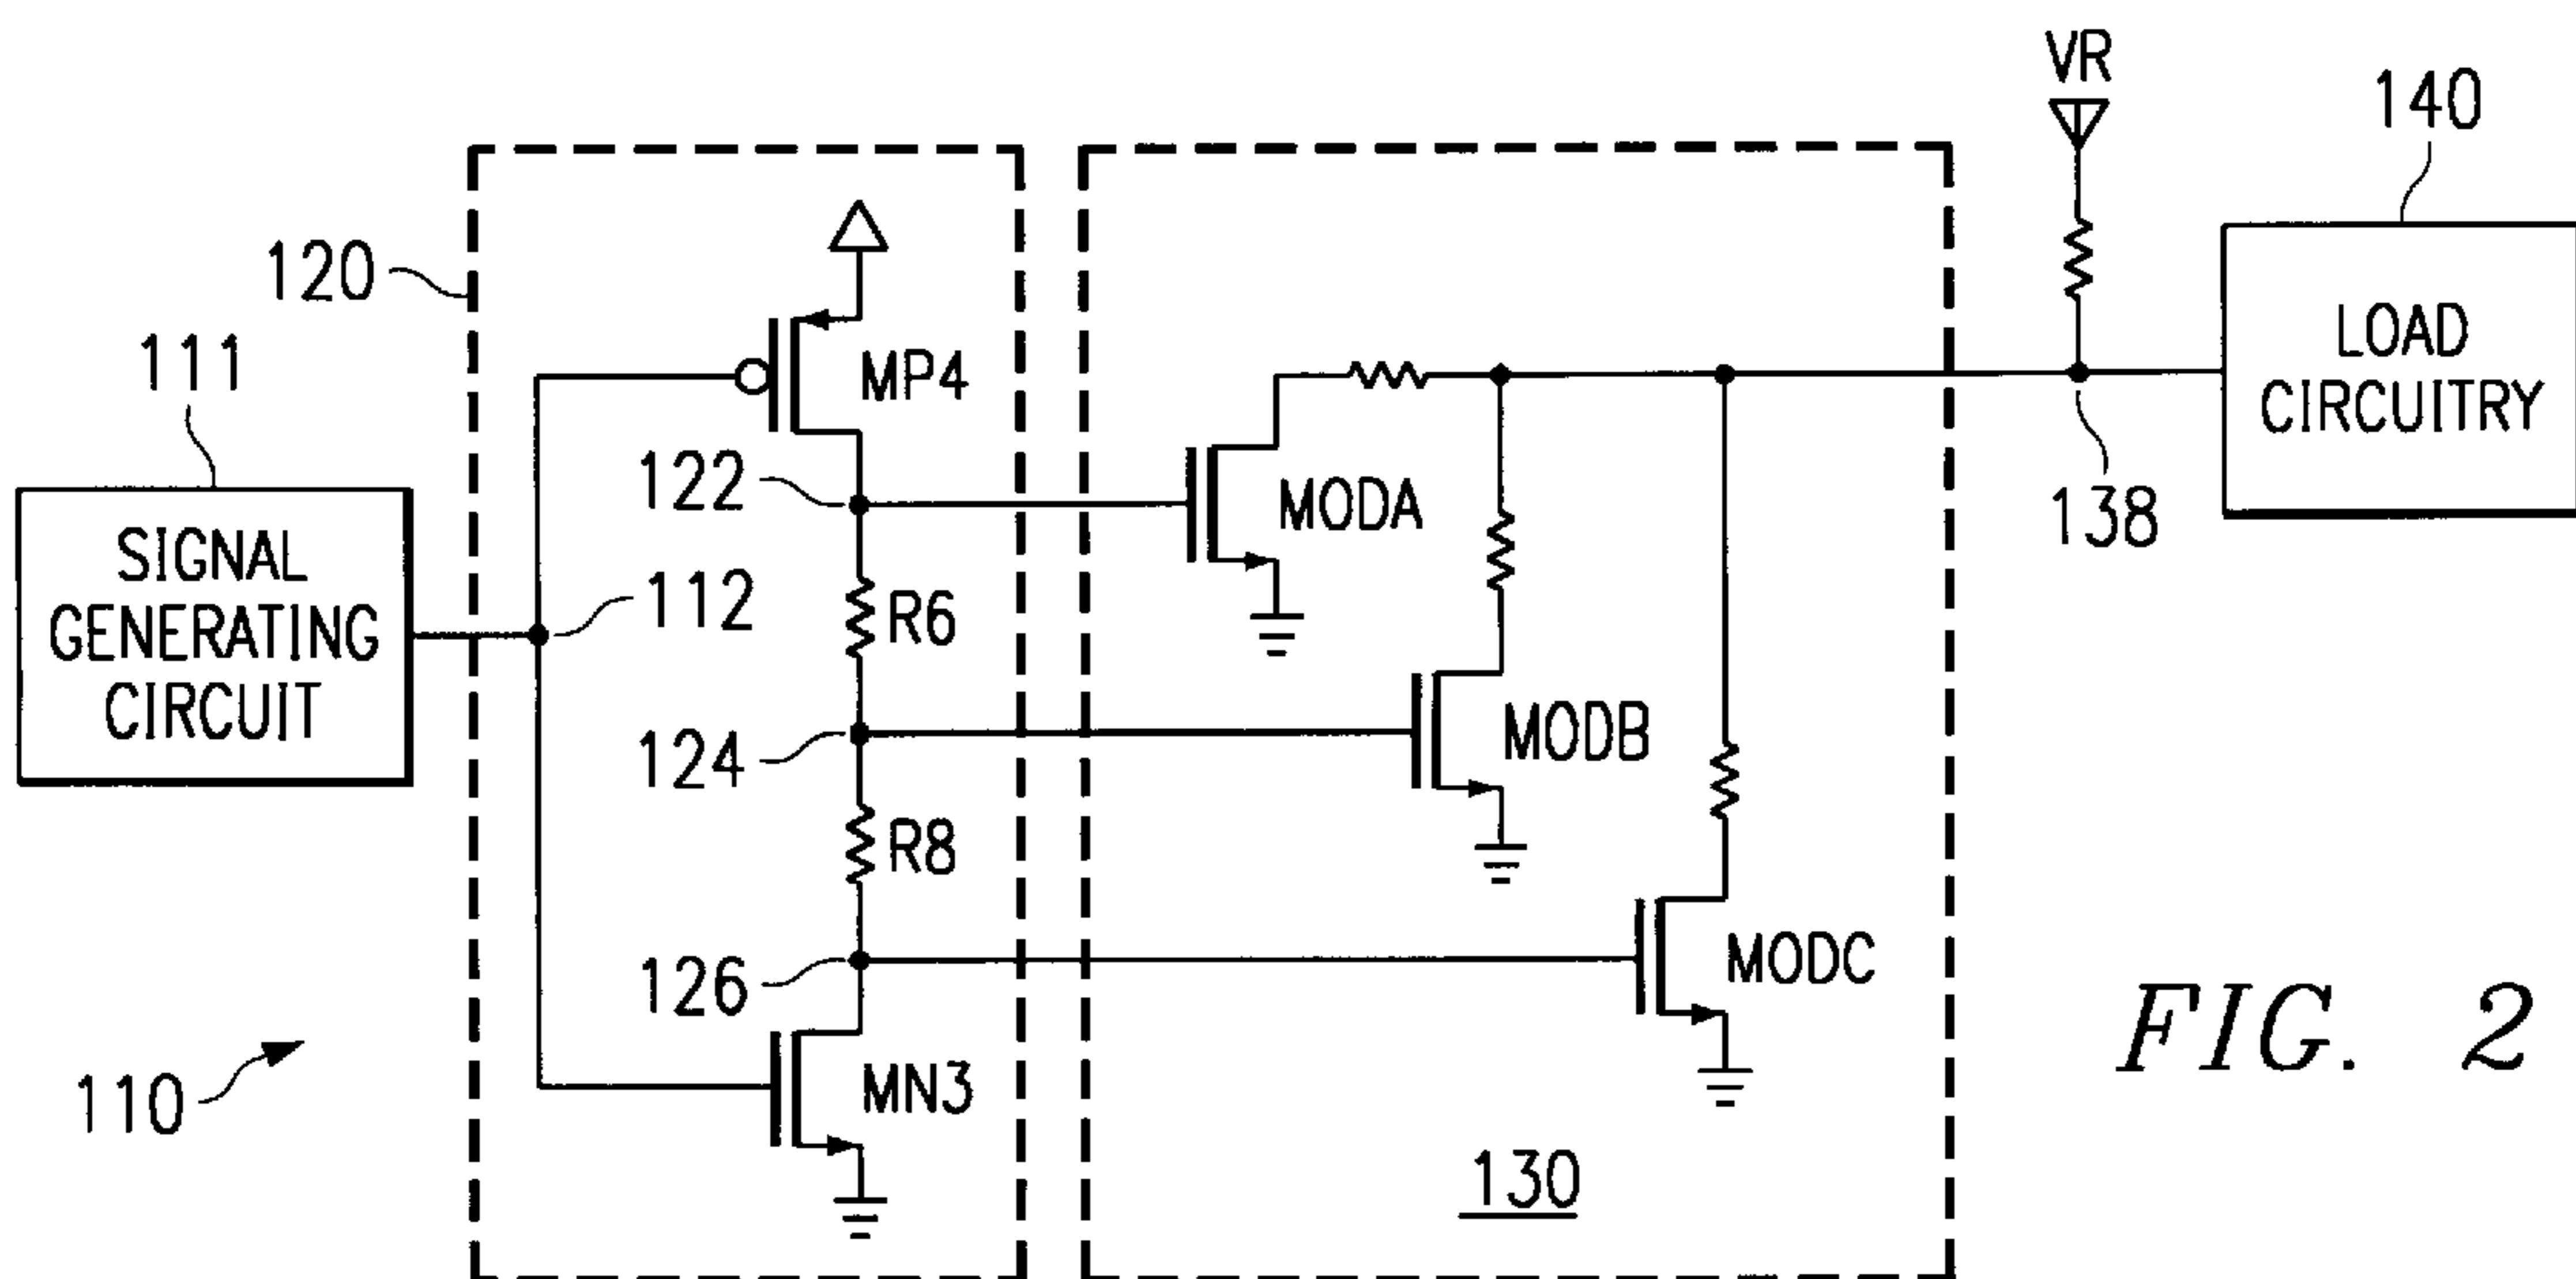 VR
140
120
LOAD
CIRCUITRY
111
MP4
122
MODA
138
SIGNAL
GENERATING
CIRCUIT
112
R6
124
MODB
R8
126
MODC
110
MN3
130
FIG. 2